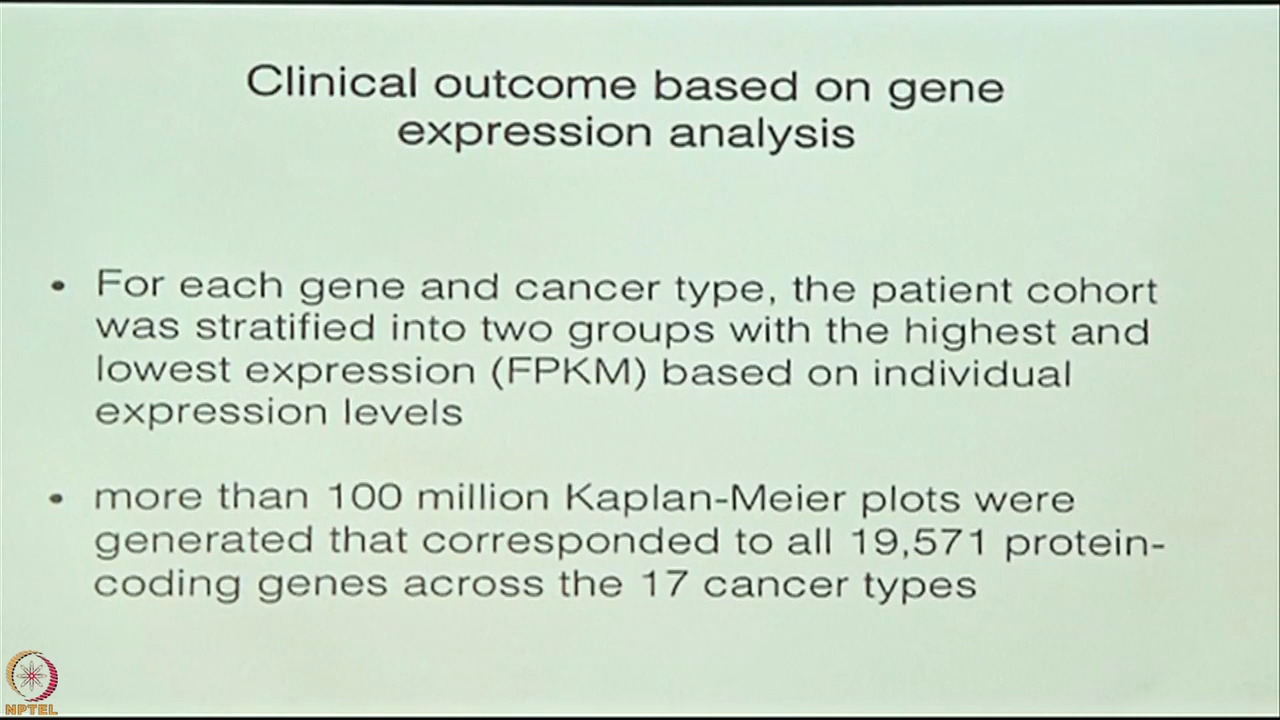 Clinical outcome based on gene
expression analysis
• For each gene and cancer type, the patient cohort
was stratified into two groups with the highest and
lowest expression (FPKM) based on individual
expression levels
• more than 100 million Kaplan-Meier plots were
generated that corresponded to all 19,571 protein-
coding genes across the 17 cancer types
NPTEL